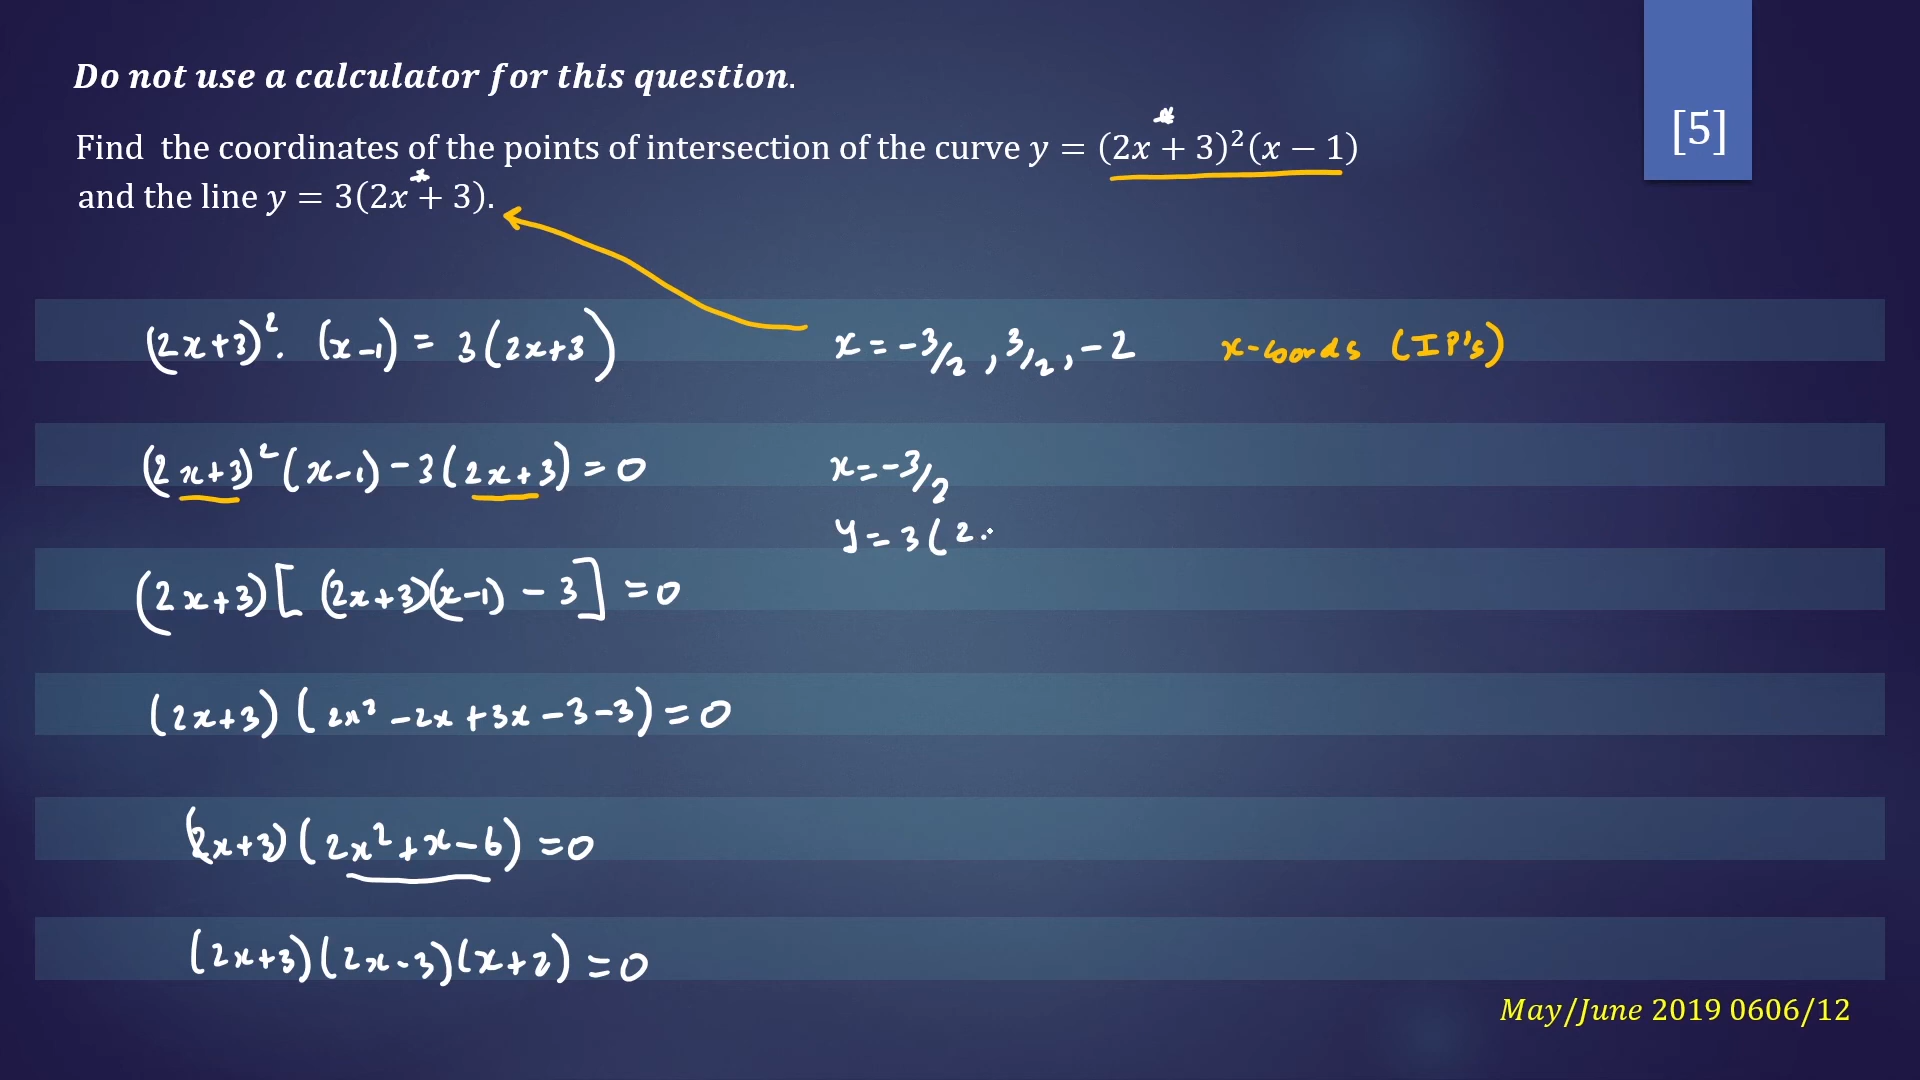 Do not use a calculator for this question.
[5]
Find the coordinates of the points of intersection of the curve y = (2x + 3)²(x − 1)
and the line y = 3(2x + 3).
(2x+3)². (x-1) = 3(2x+3)
x = -3/2, 3/2, -2 x-coords (IP's)
(2x+3)²(x-1) - 3(2x+3) = 0
x = -3/2
y = 3(2.
(2x+3)[(2x+3)(x-1) - 3] = 0
(2x+3)(2x² - 2x + 3x - 3 - 3) = 0
(2x+3)(2x² + x - 6) = 0
(2x+3)(2x-3)(x+2) = 0
May/June 2019 0606/12